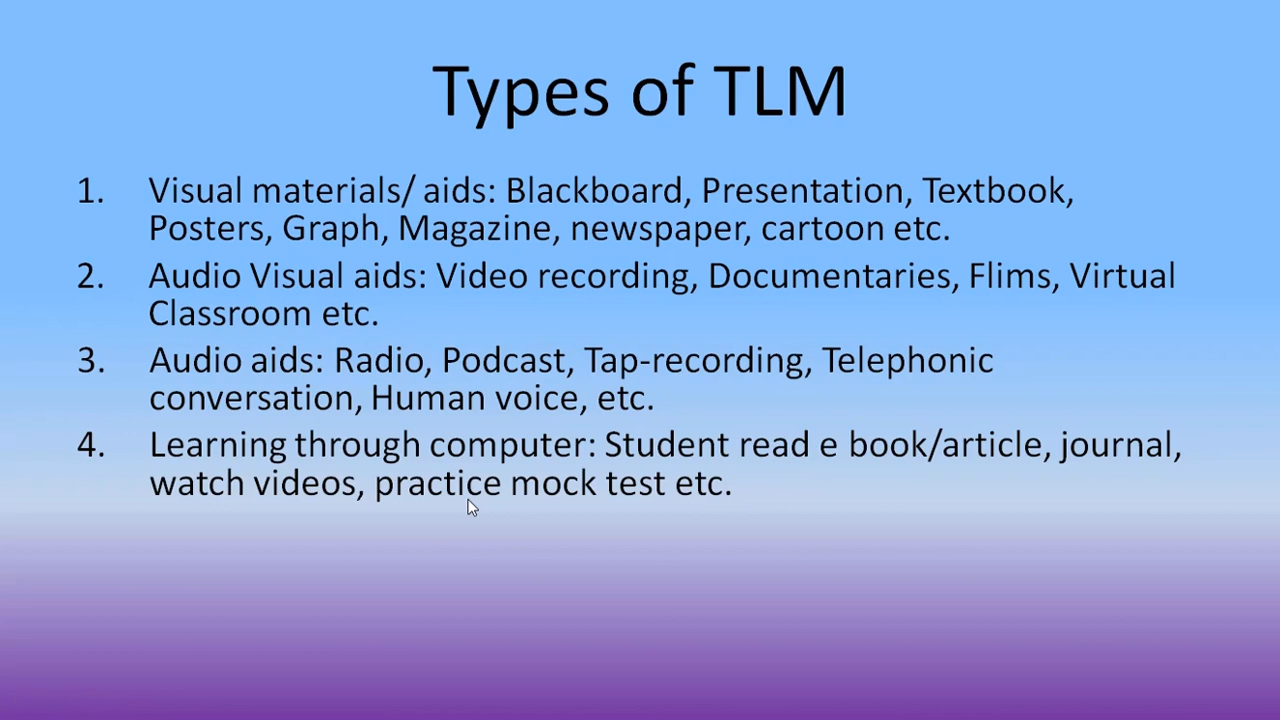 Types of TLM
1. Visual materials/ aids: Blackboard, Presentation, Textbook,
Posters, Graph, Magazine, newspaper, cartoon etc.
2. Audio Visual aids: Video recording, Documentaries, Flims, Virtual
Classroom etc.
3. Audio aids: Radio, Podcast, Tap-recording, Telephonic
conversation, Human voice, etc.
4. Learning through computer: Student read e book/article, journal,
watch videos, practice mock test etc.